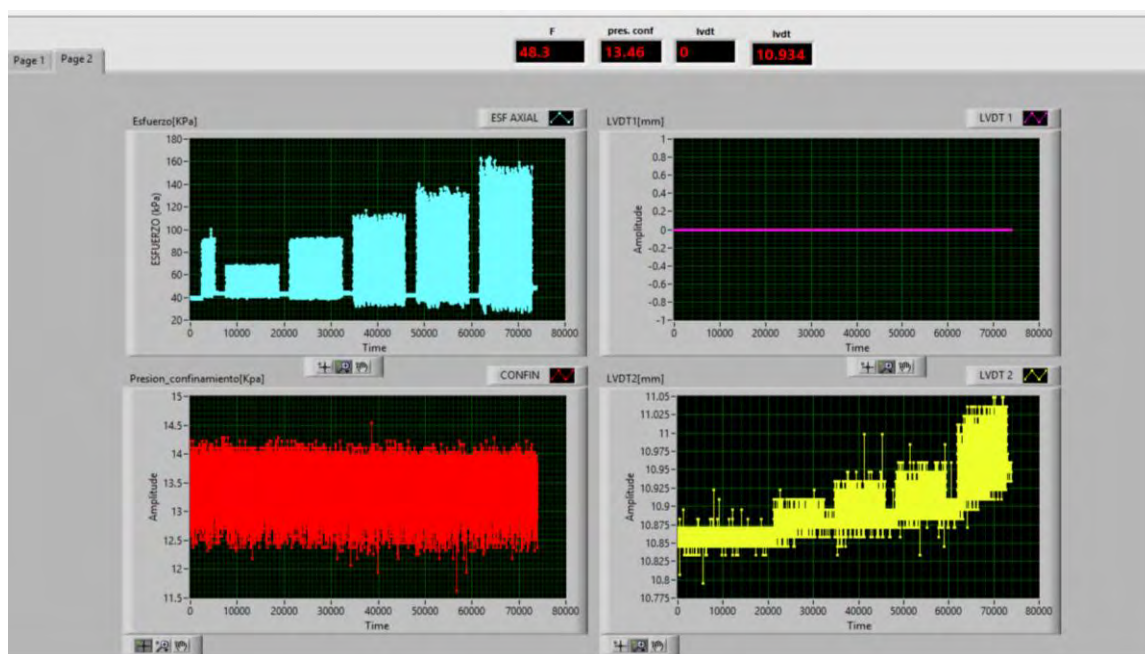 F pres. conf lvdt lvdt
48.3 13.46 0 10.934
Page 1 Page 2
Esfuerzo[KPa] ESF AXIAL
180
160
140
120
100
80
60
40
20
ESFUERZO (kPa)
0 10000 20000 30000 40000 50000 60000 70000 80000
Time
LVDT1[mm] LVDT 1
1
0.8
0.6
0.4
0.2
0
-0.2
-0.4
-0.6
-0.8
-1
Amplitude
0 10000 20000 30000 40000 50000 60000 70000 80000
Time
Presion_confinamiento[Kpa] CONFIN
15
14.5
14
13.5
13
12.5
12
11.5
Amplitude
0 10000 20000 30000 40000 50000 60000 70000 80000
Time
LVDT2[mm] LVDT 2
11.05
11.025
11
10.975
10.95
10.925
10.9
10.875
10.85
10.825
10.8
10.775
Amplitude
0 10000 20000 30000 40000 50000 60000 70000 80000
Time